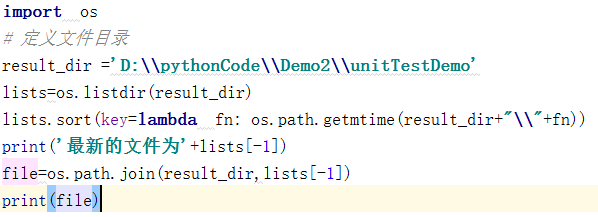 import  os
# 定义文件目录
result_dir ='D:\\pythonCode\\Demo2\\unitTestDemo'
lists=os.listdir(result_dir)
lists.sort(key=lambda  fn: os.path.getmtime(result_dir+"\\"+fn))
print('最新的文件为'+lists[-1])
file=os.path.join(result_dir,lists[-1])
print(file)